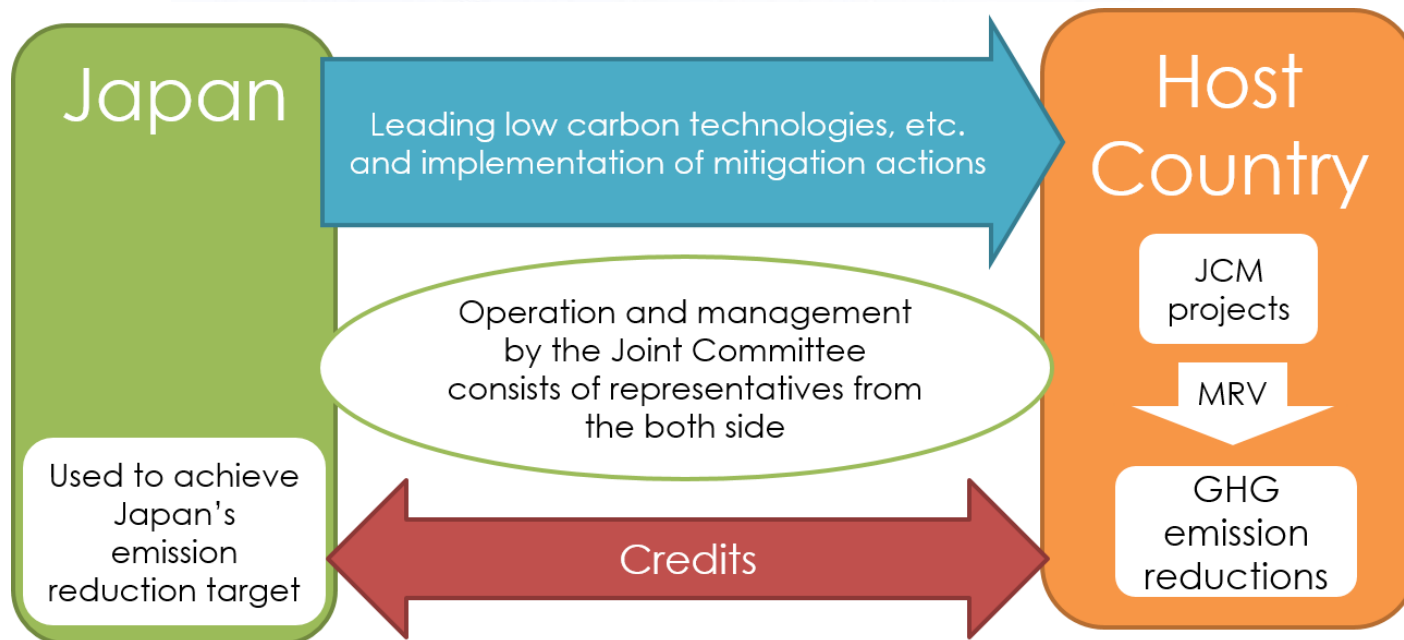 Japan
Leading low carbon technologies, etc.
and implementation of mitigation actions
Host
Country
JCM
projects
Operation and management
by the Joint Committee
consists of representatives from
the both side
MRV
Used to achieve
Japan's
emission
reduction target
Credits
GHG
emission
reductions